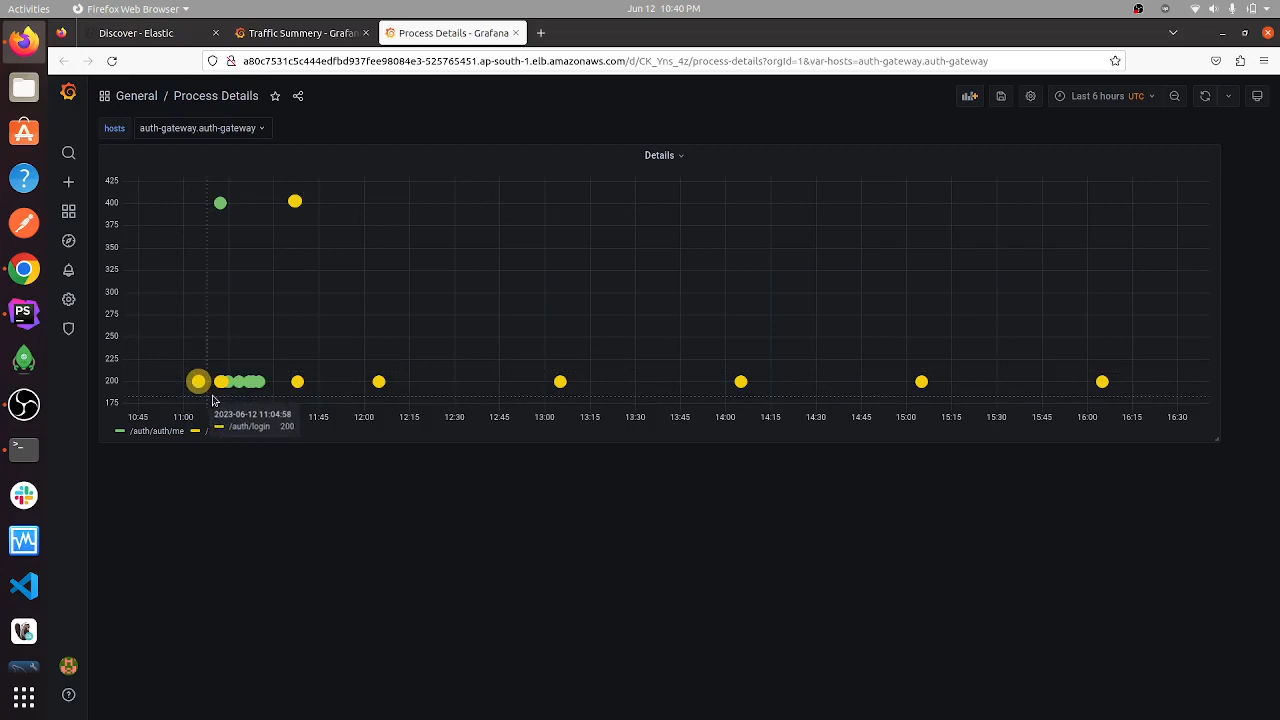 Activities Firefox Web Browser Jun 12 10:40 PM
Discover - Elastic Traffic Summery - Grafan Process Details - Grafana
a80c7531c5c444edfbd937fee98084e3-525765451.ap-south-1.elb.amazonaws.com/d/CK_Yns_4z/process-details?orgId=1&var-hosts=auth-gateway.auth-gateway
General / Process Details Last 6 hours UTC
hosts auth-gateway.auth-gateway
Details
425
400
375
350
325
300
275
250
225
200
175
10:45 11:00 11:45 12:00 12:15 12:30 12:45 13:00 13:15 13:30 13:45 14:00 14:15 14:30 14:45 15:00 15:15 15:30 15:45 16:00 16:15 16:30
2023-06-12 11:04:58
/auth/login 200
/auth/auth/me /
PS